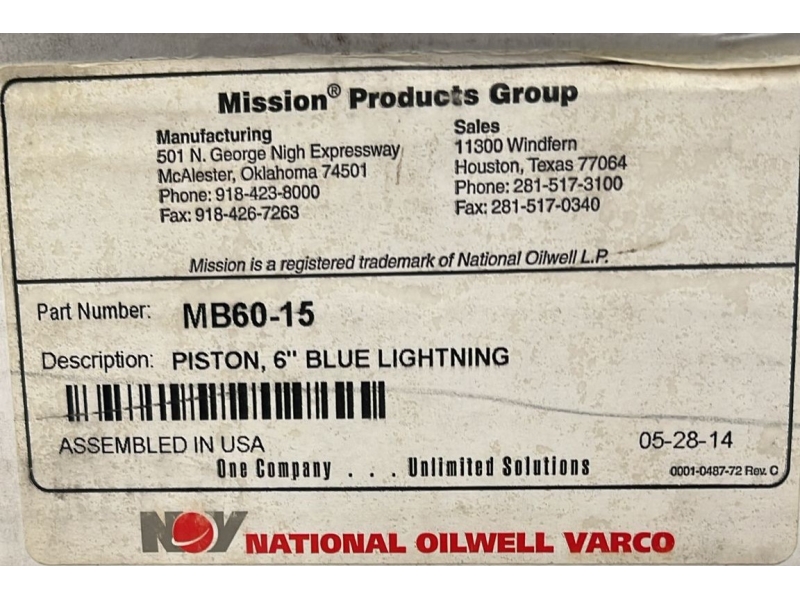 Mission® Products Group
Manufacturing
501 N. George Nigh Expressway
McAlester, Oklahoma 74501
Phone: 918-423-8000
Fax: 918-426-7263
Sales
11300 Windfern
Houston, Texas 77064
Phone: 281-517-3100
Fax: 281-517-0340
Mission is a registered trademark of National Oilwell L.P.
Part Number: MB60-15
Description: PISTON, 6" BLUE LIGHTNING
ASSEMBLED IN USA
05-28-14
One Company . . . Unlimited Solutions
0001-0487-72 Rev. C
NOV NATIONAL OILWELL VARCO